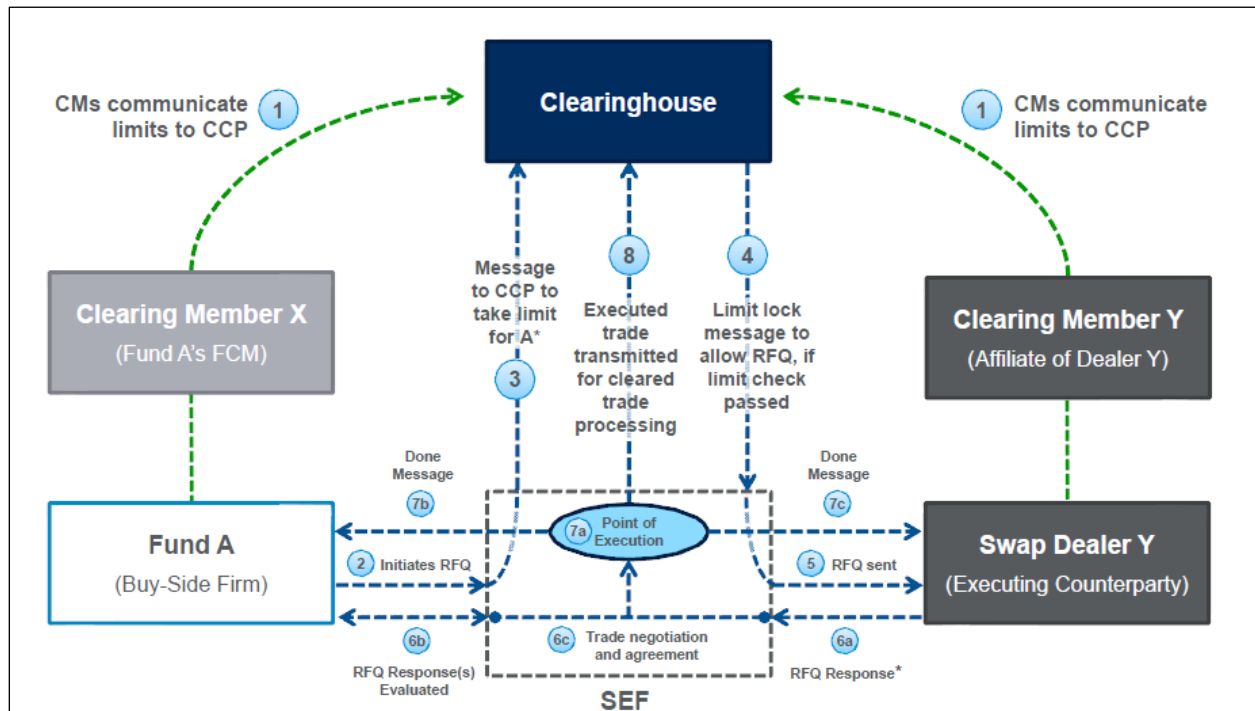 Clearinghouse
CMs communicate
limits to CCP
1
1
CMs communicate
limits to CCP
Clearing Member X
(Fund A's FCM)
Message
to CCP to
take limit
for A*
3
8
Executed
trade
transmitted
for cleared
trade
processing
4
Limit lock
message to
allow RFQ, if
limit check
passed
Clearing Member Y
(Affiliate of Dealer Y)
Done
Message
7b
Done
Message
7c
Fund A
(Buy-Side Firm)
7a
Point of
Execution
Swap Dealer Y
(Executing Counterparty)
2 Initiates RFQ
5 RFQ sent
6b
RFQ Response(s)
Evaluated
6c Trade negotiation
and agreement
6a
RFQ Response*
SEF